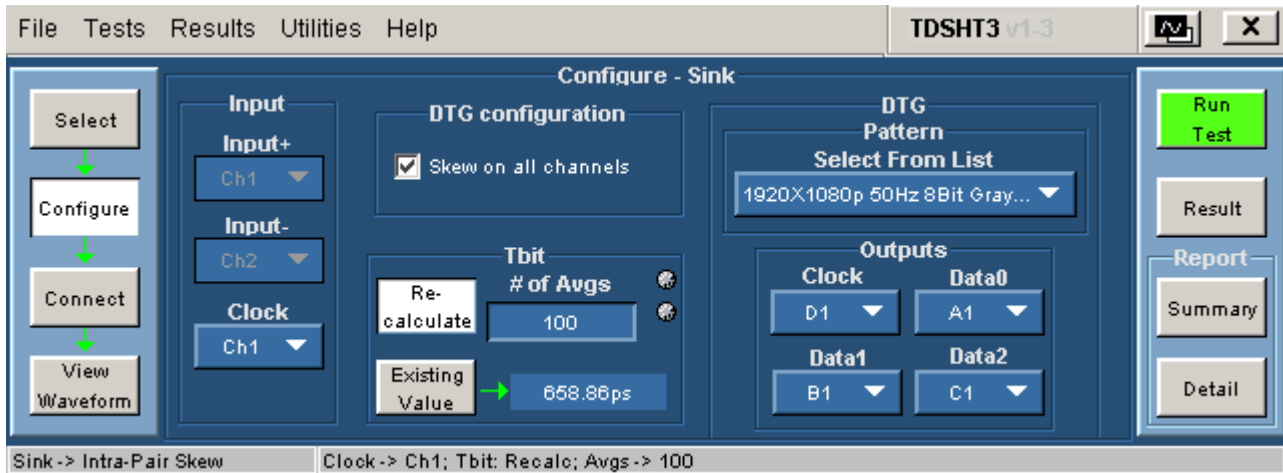 File Tests Results Utilities Help TDSHT3 v1-3
Configure - Sink
Select
Configure
Connect
View
Waveform
Input
Input+
Ch1
Input-
Ch2
Clock
Ch1
DTG configuration
Skew on all channels
Tbit
Re-
calculate
# of Avgs
100
Existing
Value
658.86ps
DTG
Pattern
Select From List
1920X1080p 50Hz 8Bit Gray...
Outputs
Clock Data0
D1 A1
Data1 Data2
B1 C1
Run
Test
Result
Report
Summary
Detail
Sink -> Intra-Pair Skew Clock -> Ch1; Tbit: Recalc; Avgs -> 100